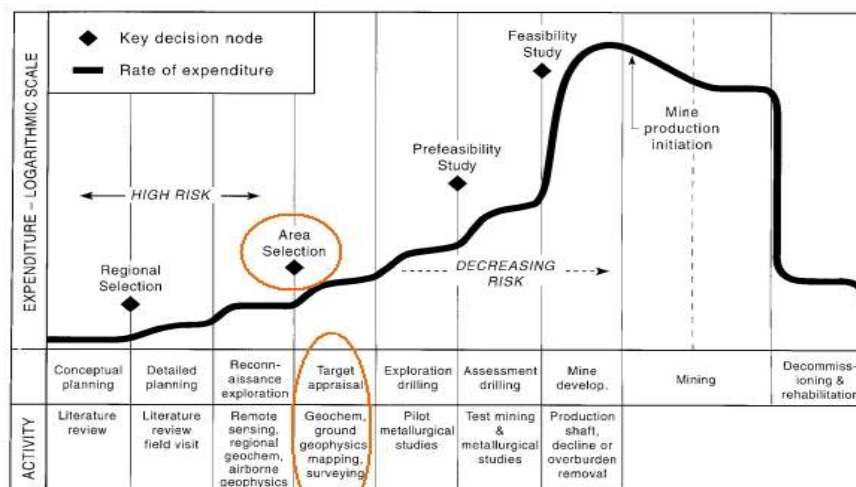 Key decision node
Rate of expenditure
EXPENDITURE – LOGARITHMIC SCALE
Feasibility
Study
Mine
production
initiation
Prefeasibility
Study
HIGH RISK
Area
Selection
Regional
Selection
DECREASING
RISK
Conceptual
planning
Detailed
planning
Reconn-
aissance
exploration
Target
appraisal
Exploration
drilling
Assessment
drilling
Mine
develop.
Mining
Decommiss-
ioning &
rehabilitation
ACTIVITY
Literature
review
Literature
review
field visit
Remote
sensing,
regional
geochem,
airborne
geophysics
Geochem,
ground
geophysics
mapping,
surveying
Pilot
metallurgical
studies
Test mining
&
metallurgical
studies
Production
shaft,
decline or
overburden
removal